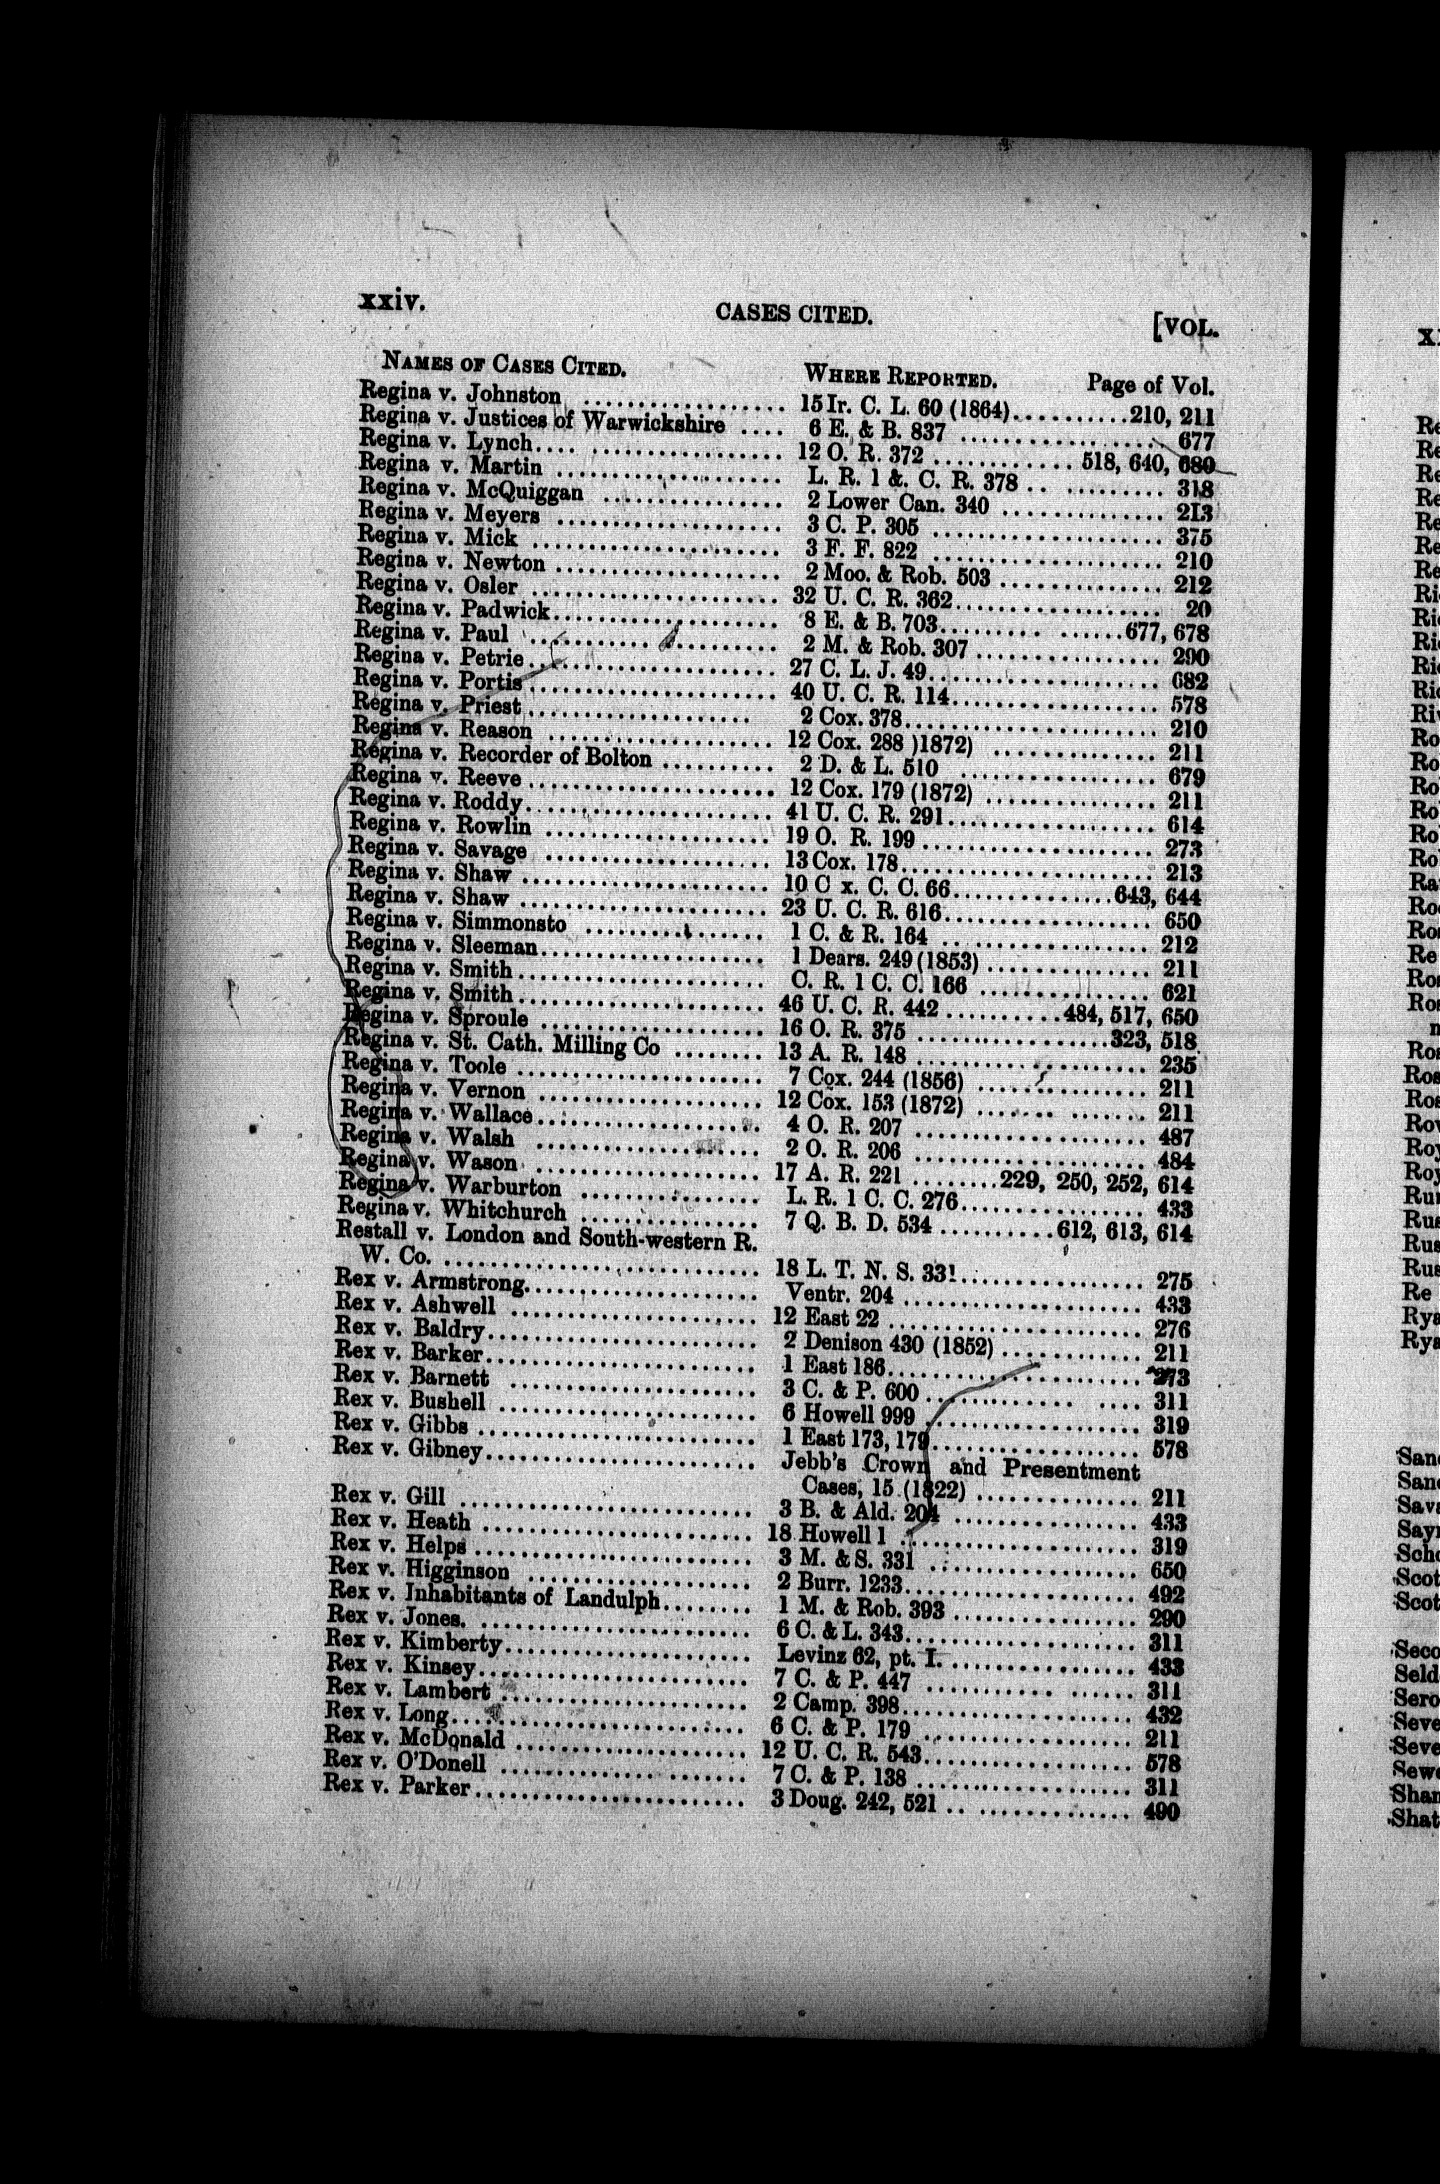 xxiv. CASES CITED. [VOL.
NAMES OF CASES CITED. WHERE REPORTED. Page of Vol.
Regina v. Johnston .................. 15 Ir. C. L. 60 (1864).......... 210, 211
Regina v. Justices of Warwickshire .... 6 E. & B. 837 .................. 677
Regina v. Lynch.... ................. 12 O. R. 372 ............ 518, 640, 680
Regina v. Martin .................... L. R. 1 &. C. R. 378 .. ......... 318
Regina v. McQuiggan ................ 2 Lower Can. 340 .............. 213
Regina v. Meyers .................... 3 C. P. 305 .................... 375
Regina v. Mick ...................... 3 F. F. 822 .................... 210
Regina v. Newton .................... 2 Moo. & Rob. 503 .............. 212
Regina v. Osler ...................... 32 U. C. R. 362.................. 20
Regina v. Padwick.................... 8 E. & B. 703......... ...... 677, 678
Regina v. Paul ...................... 2 M. & Rob. 307 ................ 290
Regina v. Petrie...................... 27 C. L. J. 49.................... 682
Regina v. Portis...................... 40 U. C. R. 114.................. 578
Regina v. Priest.................... 2 Cox. 378...................... 210
Regina v. Reason .................... 12 Cox. 288 )1872) .............. 211
Regina v. Recorder of Bolton .......... 2 D. & L. 510 .................. 679
Regina v. Reeve...................... 12 Cox. 179 (1872) .............. 211
Regina v. Roddy...................... 41 U. C. R. 291.................. 614
Regina v. Rowlin .................... 19 O. R. 199 .................... 273
Regina v. Savage .................... 13 Cox. 178...................... 213
Regina v. Shaw ...................... 10 C x. C. C. 66.............. 643, 644
Regina v. Shaw ...................... 23 U. C. R. 616.................. 650
Regina v. Simmonsto ................ 1 C. & R. 164 .................. 212
Regina v. Sleeman.................... 1 Dears. 249 (1853) .............. 211
Regina v. Smith...................... C. R. 1 C. C. 166 ................ 621
Regina v. Smith...................... 46 U. C. R. 442 .......... 484, 517, 650
Regina v. Sproule .................... 16 O. R. 375 ................ 323, 518
Regina v. St. Cath. Milling Co ........ 13 A. R. 148 .................... 235
Regina v. Toole ...................... 7 Cox. 244 (1856) .............. 211
Regina v. Vernon .................... 12 Cox. 153 (1872) ....... ....... 211
Regina v. Wallace.................... 4 O. R. 207 .................... 487
Regina v. Walsh .................... 2 O. R. 206 .................... 484
Regina v. Wason .................... 17 A. R. 221 ........ 229, 250, 252, 614
Regina v. Warburton ................ L. R. 1 C. C. 276................ 433
Regina v. Whitchurch ................ 7 Q. B. D. 534 .......... 612, 613, 614
Restall v. London and South-western R.
W. Co. ............................ 18 L. T. N. S. 331................ 275
Rex v. Armstrong.................... Ventr. 204 ...................... 433
Rex v. Ashwell ...................... 12 East 22 ...................... 276
Rex v. Baldry........................ 2 Denison 430 (1852) ............ 211
Rex v. Barker........................ 1 East 186...................... 273
Rex v. Barnett ...................... 3 C. & P. 600 ............. .... 311
Rex v. Bushell ...................... 6 Howell 999 .................... 319
Rex v. Gibbs ........................ 1 East 173, 179.................. 578
Rex v. Gibney........................ Jebb's Crown and Presentment
Cases, 15 (1822) .............. 211
Rex v. Gill .......................... 3 B. & Ald. 204 ................ 433
Rex v. Heath ........................ 18 Howell 1 .................... 319
Rex v. Helps ........................ 3 M. & S. 331 .................. 650
Rex v. Higginson .................... 2 Burr. 1233.................... 492
Rex v. Inhabitants of Landulph........ 1 M. & Rob. 393 ................ 290
Rex v. Jones. ........................ 6 C. & L. 343.................... 311
Rex v. Kimberty...................... Levinz 62, pt. I. ................ 433
Rex v. Kinsey........................ 7 C. & P. 447 ............ ...... 311
Rex v. Lambert ...................... 2 Camp. 398.................... 432
Rex v. Long.......................... 6 C. & P. 179 .................. 211
Rex v. McDonald .................... 12 U. C. R. 543.................. 578
Rex v. O'Donell ...................... 7 C. & P. 138 .................. 311
Rex v. Parker........................ 3 Doug. 242, 521 .. ............ 490